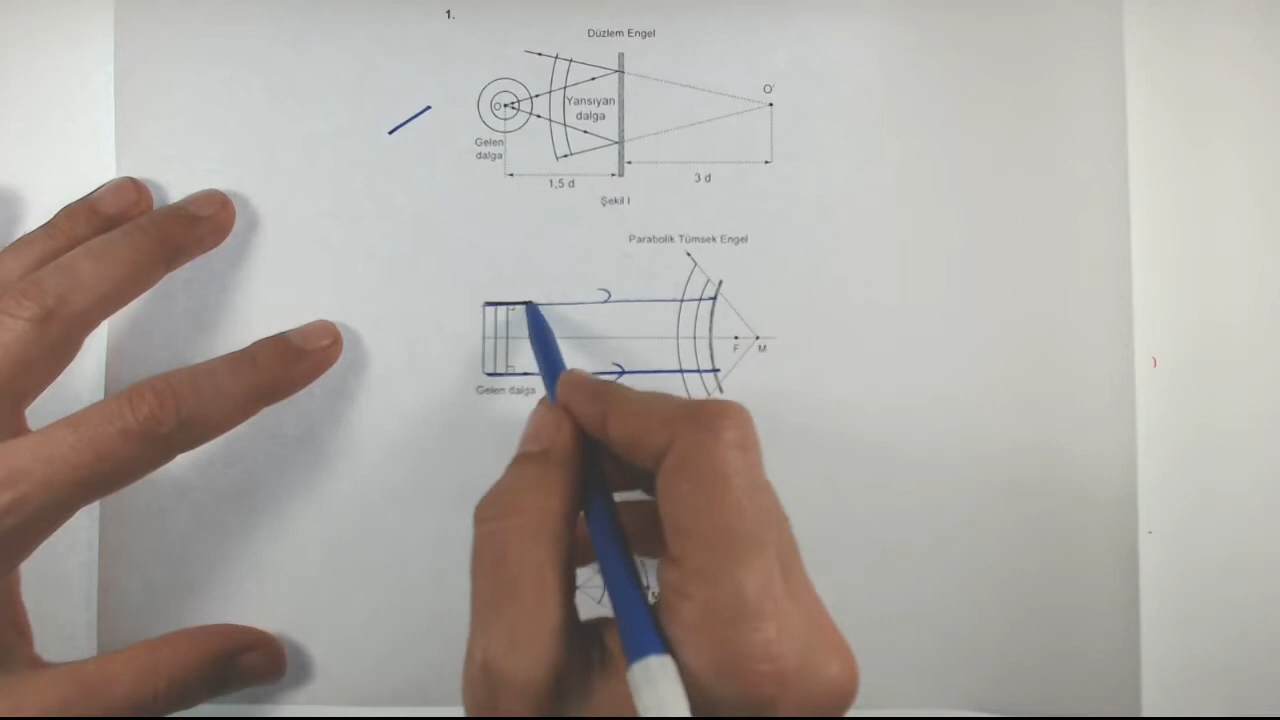 1.
Düzlem Engel
O
O'
Yansıyan
dalga
Gelen
dalga
1,5 d
3 d
Şekil I
Parabolik Tümsek Engel
F M
Gelen dalga